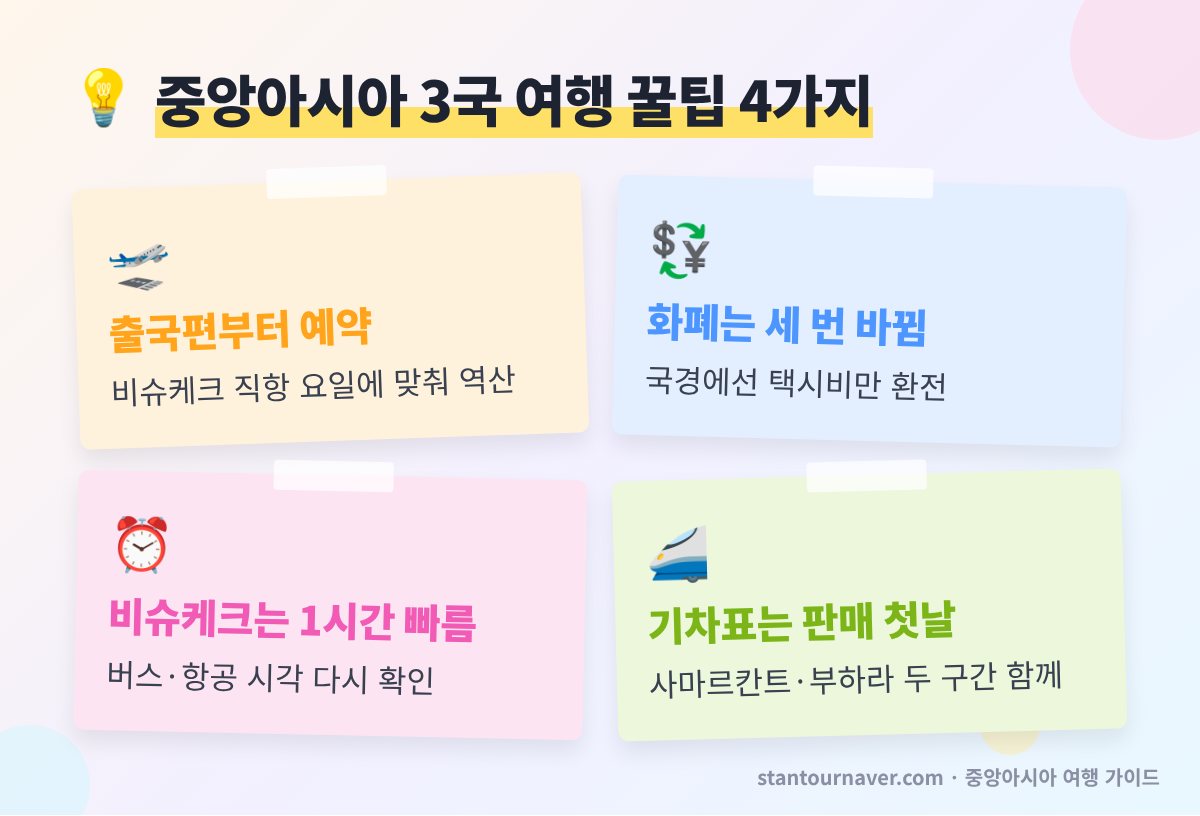 중앙아시아 3국 여행 꿀팁 4가지
출국편부터 예약
비슈케크 직항 요일에 맞춰 역산
화폐는 세 번 바뀜
국경에선 택시비만 환전
비슈케크는 1시간 빠름
버스·항공 시각 다시 확인
기차표는 판매 첫날
사마르칸트·부하라 두 구간 함께
stantournaver.com · 중앙아시아 여행 가이드